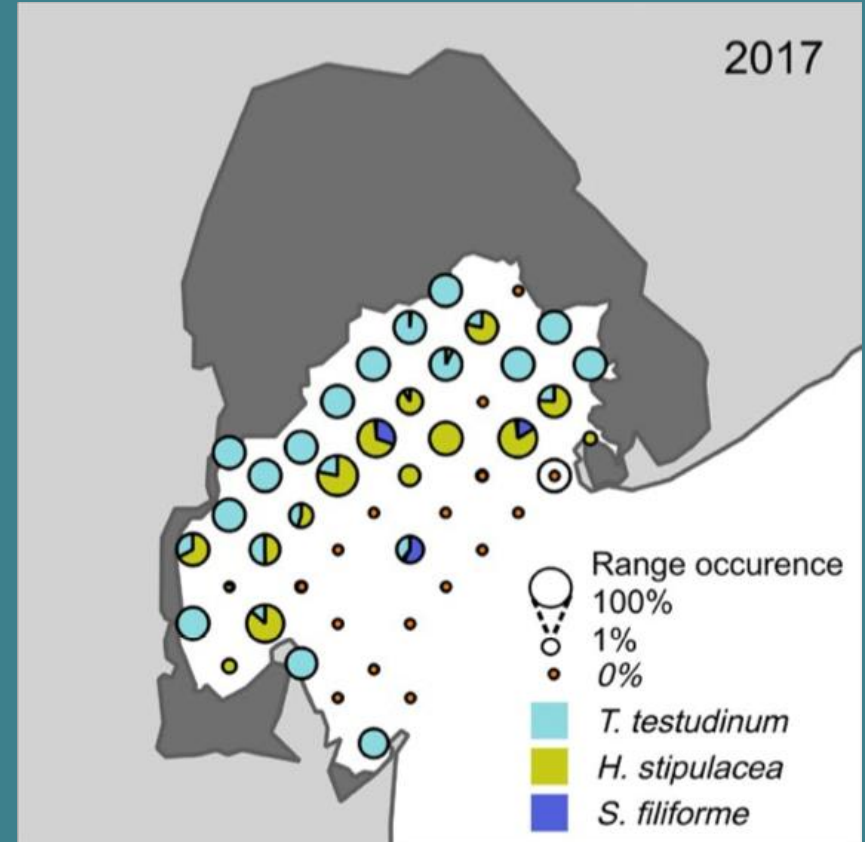 2017
Range occurence
100%
1%
0%
T. testudinum
H. stipulacea
S. filiforme